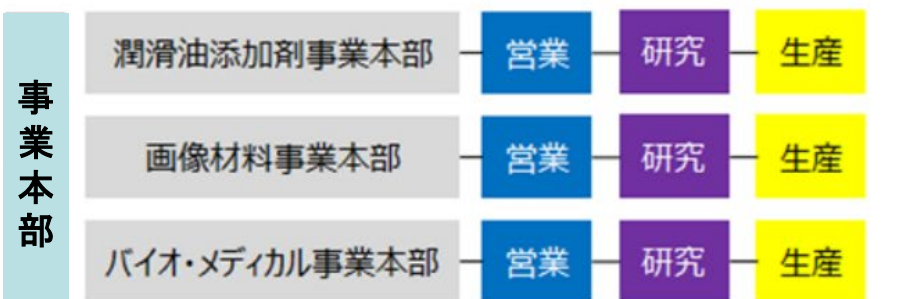 事業本部
潤滑油添加剤事業本部 営業 研究 生産
画像材料事業本部 営業 研究 生産
バイオ・メディカル事業本部 営業 研究 生産